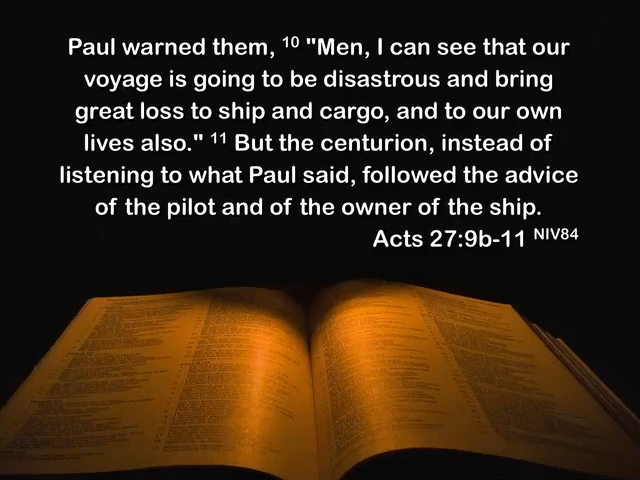 Paul warned them, 10 "Men, I can see that our
voyage is going to be disastrous and bring
great loss to ship and cargo, and to our own
lives also." 11 But the centurion, instead of
listening to what Paul said, followed the advice
of the pilot and of the owner of the ship.
Acts 27:9b-11 NIV84